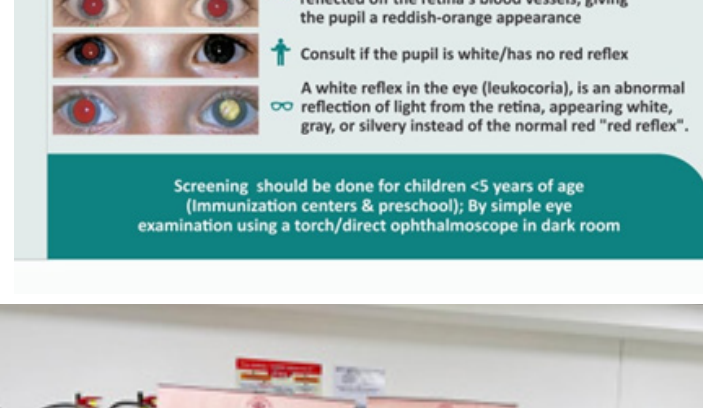 reflected off the retina's blood vessels, giving
the pupil a reddish-orange appearance
Consult if the pupil is white/has no red reflex
A white reflex in the eye (leukocoria), is an abnormal
reflection of light from the retina, appearing white,
gray, or silvery instead of the normal red "red reflex".
Screening should be done for children <5 years of age
(Immunization centers & preschool); By simple eye
examination using a torch/direct ophthalmoscope in dark room